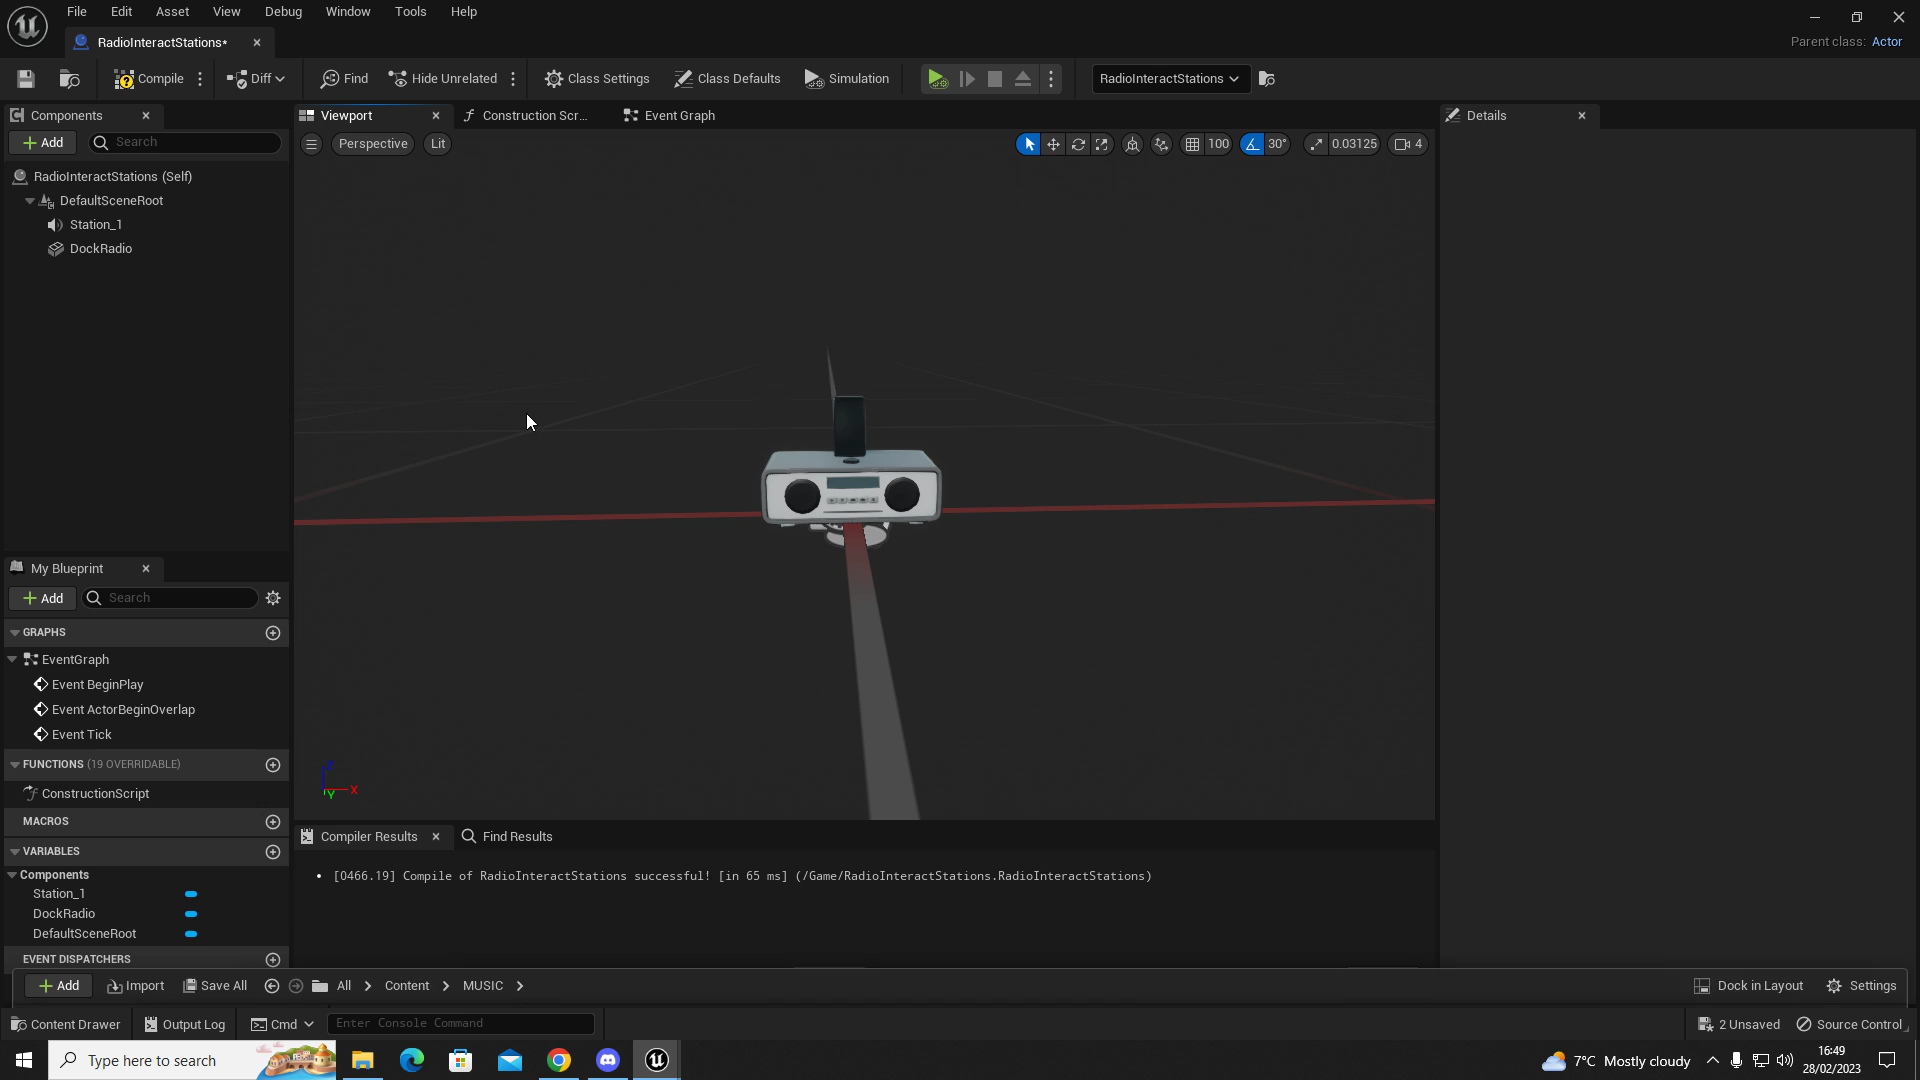 File Edit Asset View Debug Window Tools Help
RadioInteractStations*
Parent class: Actor
Compile Diff Find Hide Unrelated Class Settings Class Defaults Simulation RadioInteractStations
Components
Viewport Construction Scr... Event Graph
Details
Add Search
Perspective Lit
100 30° 0.03125 4
RadioInteractStations (Self)
DefaultSceneRoot
Station_1
DockRadio
My Blueprint
Add Search
GRAPHS
EventGraph
Event BeginPlay
Event ActorBeginOverlap
Event Tick
FUNCTIONS (19 OVERRIDABLE)
ConstructionScript
MACROS
VARIABLES
Components
Station_1
DockRadio
DefaultSceneRoot
EVENT DISPATCHERS
Z
X
Y
Compiler Results Find Results
• [0466.19] Compile of RadioInteractStations successful! [in 65 ms] (/Game/RadioInteractStations.RadioInteractStations)
Add Import Save All All Content MUSIC Dock in Layout Settings
Content Drawer Output Log Cmd Enter Console Command 2 Unsaved Source Control
Type here to search
7°C Mostly cloudy
16:49
28/02/2023